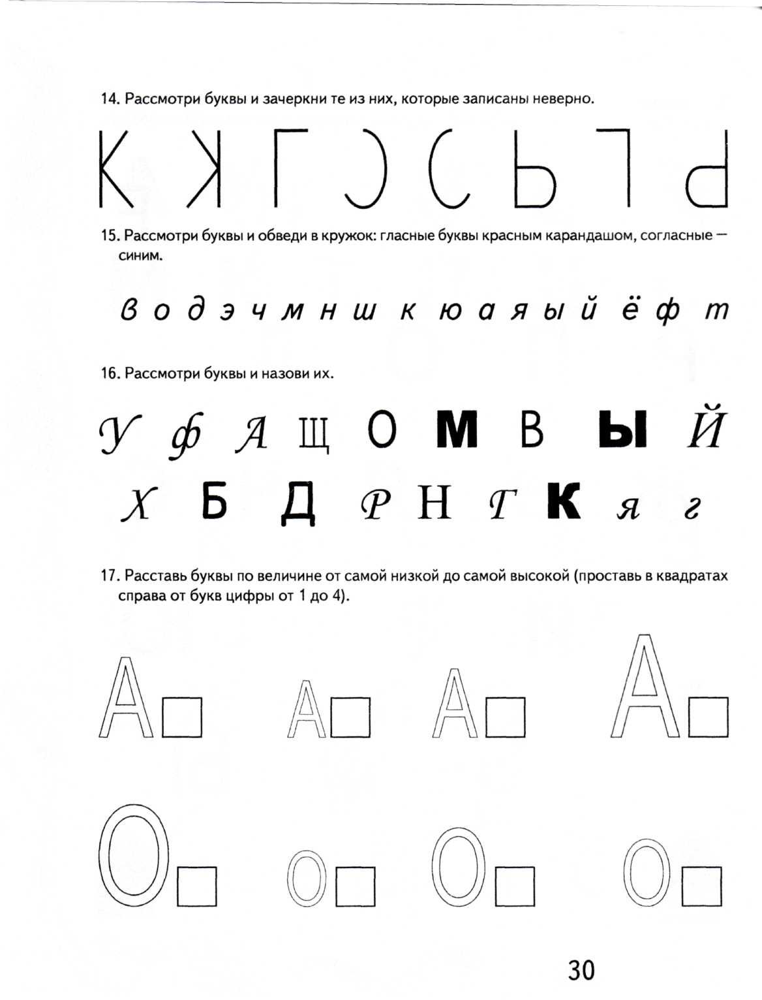 14. Рассмотри буквы и зачеркни те из них, которые записаны неверно.
К К Г С С Ь Г Ь
15. Рассмотри буквы и обведи в кружок: гласные буквы красным карандашом, согласные —
синим.
в о д э ч м н ш к ю а я ы й ё ф т
16. Рассмотри буквы и назови их.
У ф А Щ О М В Ы Й
Х Б Д Р Н Г К я г
17. Расставь буквы по величине от самой низкой до самой высокой (проставь в квадратах
справа от букв цифры от 1 до 4).
А А А А
О О О О
30